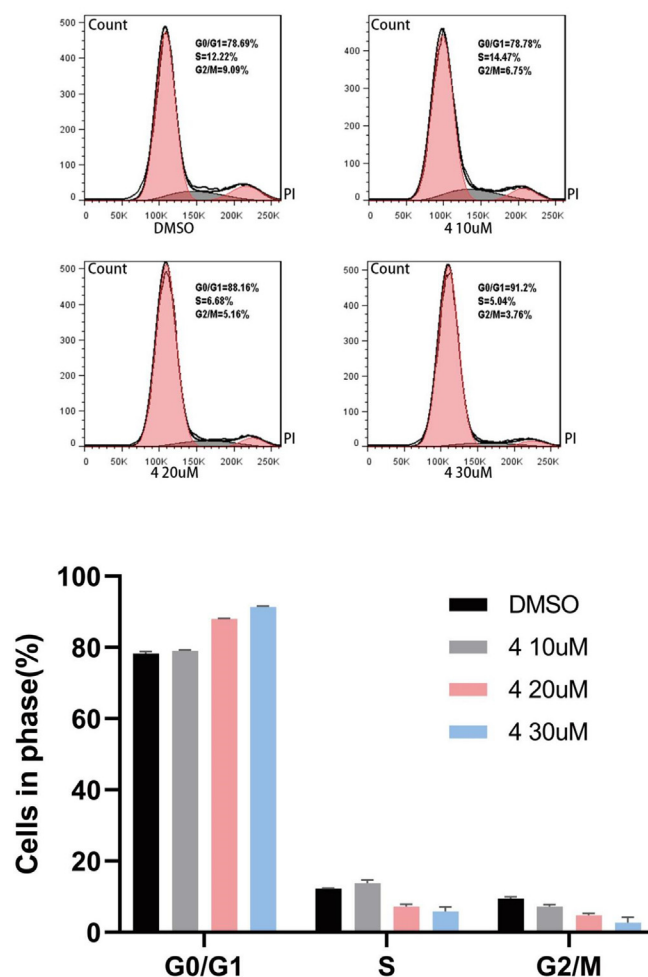 Count
G0/G1=78.69%
S=12.22%
G2/M=9.09%
500
400
300
200
100
0
0 50K 100K 150K 200K 250K
PI
DMSO
Count
G0/G1=78.78%
S=14.47%
G2/M=6.75%
400
300
200
100
0
0 50K 100K 150K 200K 250K
PI
4 10uM
Count
G0/G1=88.16%
S=6.68%
G2/M=5.16%
500
400
300
200
100
0
0 50K 100K 150K 200K 250K
PI
4 20uM
Count
G0/G1=91.2%
S=5.04%
G2/M=3.76%
500
400
300
200
100
0
0 50K 100K 150K 200K 250K
PI
4 30uM
Cells in phase(%)
100
80
60
40
20
0
DMSO
4 10uM
4 20uM
4 30uM
G0/G1 S G2/M